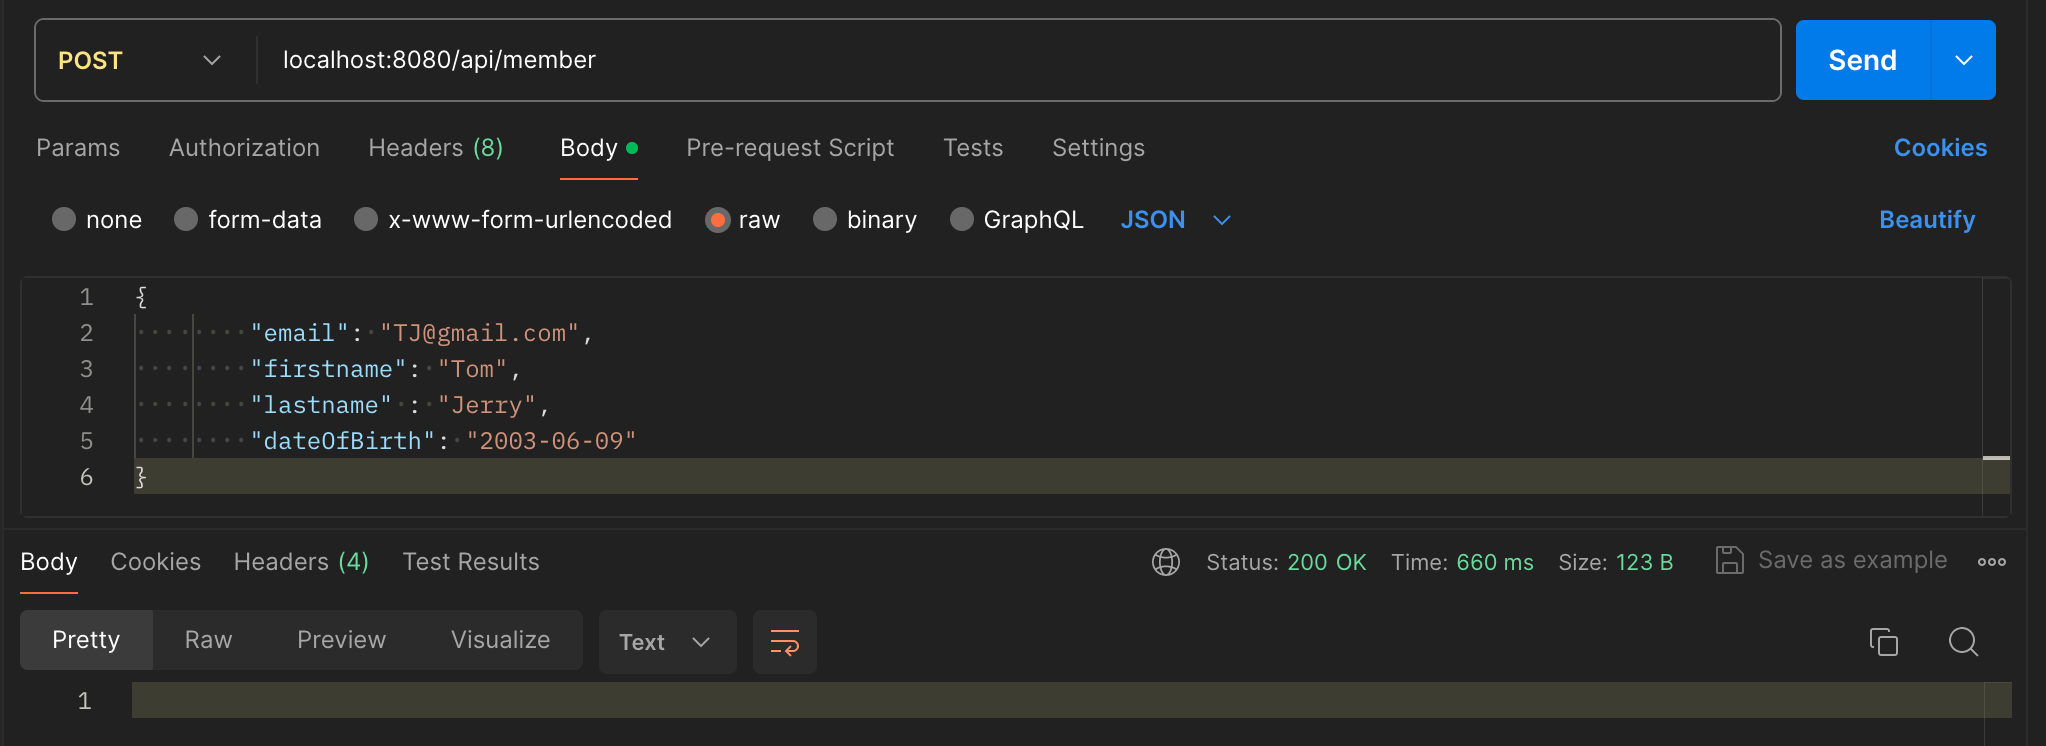 POST localhost:8080/api/member Send
Params Authorization Headers (8) Body Pre-request Script Tests Settings Cookies
none form-data x-www-form-urlencoded raw binary GraphQL JSON Beautify
1 {
2 "email": "TJ@gmail.com",
3 "firstname": "Tom",
4 "lastname" : "Jerry",
5 "dateOfBirth": "2003-06-09"
6 }
Body Cookies Headers (4) Test Results Status: 200 OK Time: 660 ms Size: 123 B Save as example
Pretty Raw Preview Visualize Text
1